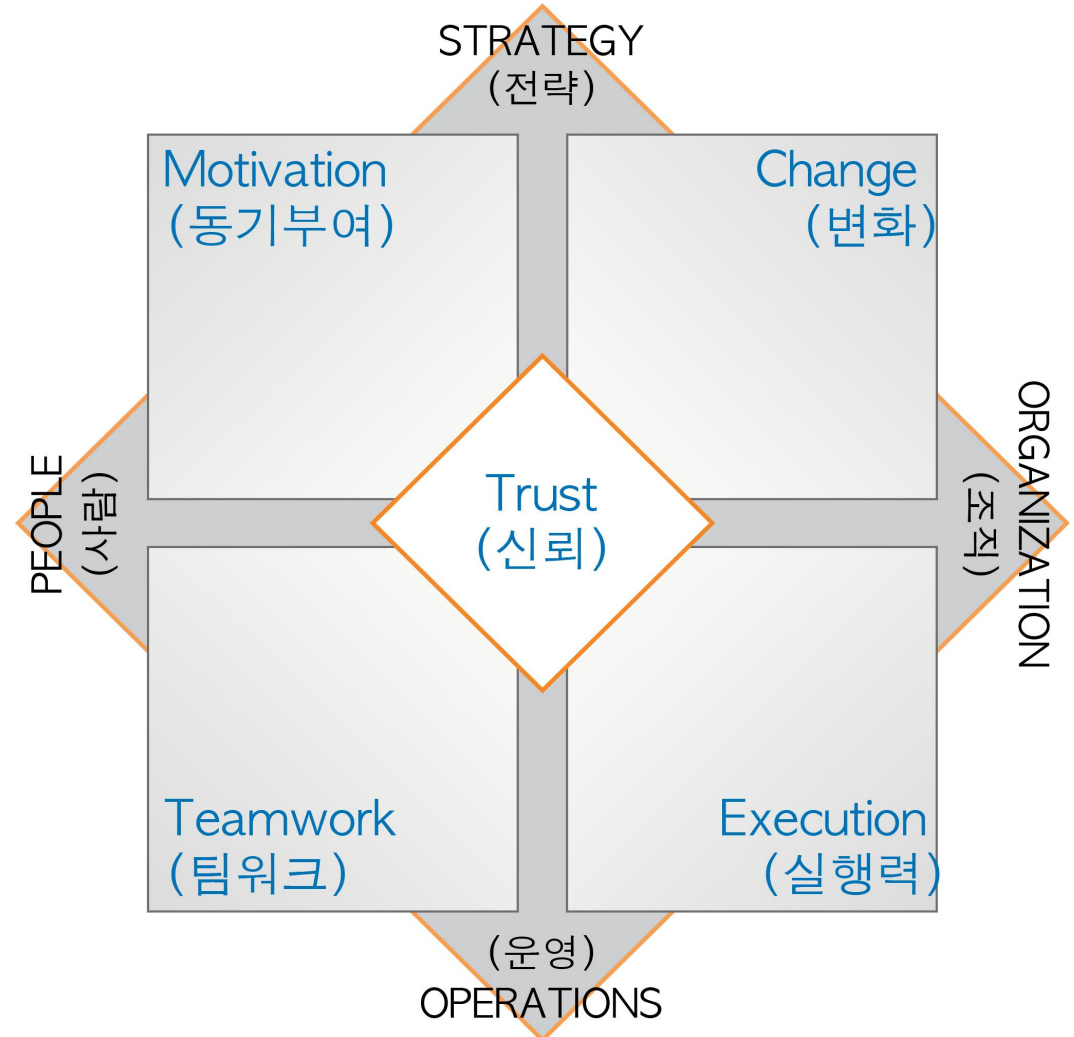 STRATEGY
(전략)
Motivation
(동기부여)
Change
(변화)
PEOPLE
(사람)
Trust
(신뢰)
ORGANIZATION
(조직)
Teamwork
(팀워크)
Execution
(실행력)
(운영)
OPERATIONS